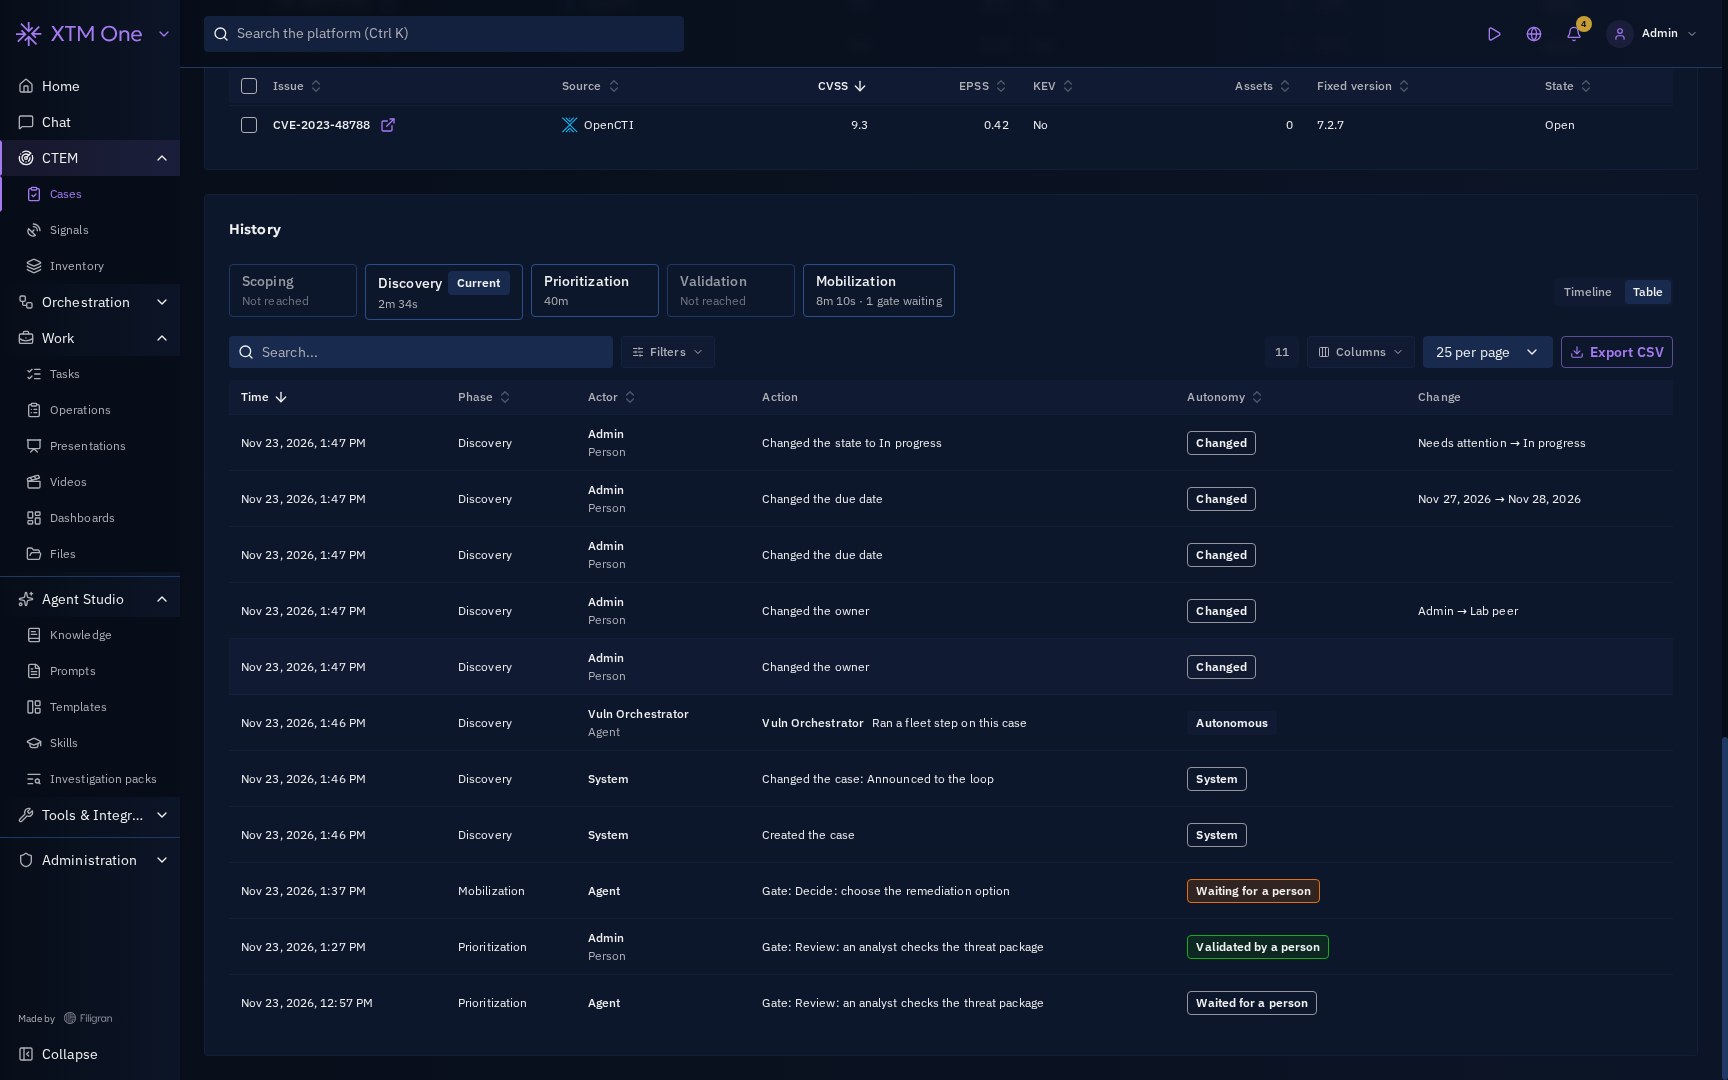 XTM One
Search the platform (Ctrl K)
4
Admin
Home
Chat
CTEM
Cases
Signals
Inventory
Orchestration
Work
Tasks
Operations
Presentations
Videos
Dashboards
Files
Agent Studio
Knowledge
Prompts
Templates
Skills
Investigation packs
Tools & Integr...
Administration
Made by Filigran
Collapse
Issue Source CVSS EPSS KEV Assets Fixed version State
CVE-2023-48788 OpenCTI 9.3 0.42 No 0 7.2.7 Open
History
Scoping
Not reached
Discovery Current
2m 34s
Prioritization
40m
Validation
Not reached
Mobilization
8m 10s · 1 gate waiting
Timeline Table
Search... Filters 11 Columns 25 per page Export CSV
Time Phase Actor Action Autonomy Change
Nov 23, 2026, 1:47 PM Discovery Admin Person Changed the state to In progress Changed Needs attention → In progress
Nov 23, 2026, 1:47 PM Discovery Admin Person Changed the due date Changed Nov 27, 2026 → Nov 28, 2026
Nov 23, 2026, 1:47 PM Discovery Admin Person Changed the due date Changed
Nov 23, 2026, 1:47 PM Discovery Admin Person Changed the owner Changed Admin → Lab peer
Nov 23, 2026, 1:47 PM Discovery Admin Person Changed the owner Changed
Nov 23, 2026, 1:46 PM Discovery Vuln Orchestrator Agent Vuln Orchestrator Ran a fleet step on this case Autonomous
Nov 23, 2026, 1:46 PM Discovery System Changed the case: Announced to the loop System
Nov 23, 2026, 1:46 PM Discovery System Created the case System
Nov 23, 2026, 1:37 PM Mobilization Agent Gate: Decide: choose the remediation option Waiting for a person
Nov 23, 2026, 1:27 PM Prioritization Admin Person Gate: Review: an analyst checks the threat package Validated by a person
Nov 23, 2026, 12:57 PM Prioritization Agent Gate: Review: an analyst checks the threat package Waited for a person